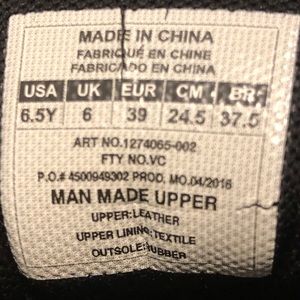 MADE IN CHINA
FABRIQUÉ EN CHINE
FABRICADO EN CHINA
USA UK EUR CM BR
6.5Y 6 39 24.5 37.5
ART NO.1274065-002
FTY NO.VC
P.O.# 4500949302 PROD. MO.04/2016
MAN MADE UPPER
UPPER:LEATHER
UPPER LINING:TEXTILE
OUTSOLE:RUBBER